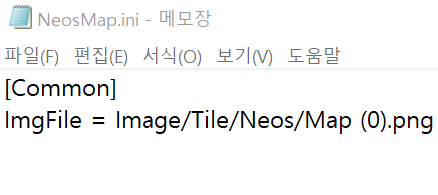 NeosMap.ini - 메모장
파일(F) 편집(E) 서식(O) 보기(V) 도움말
[Common]
ImgFile = Image/Tile/Neos/Map (0).png